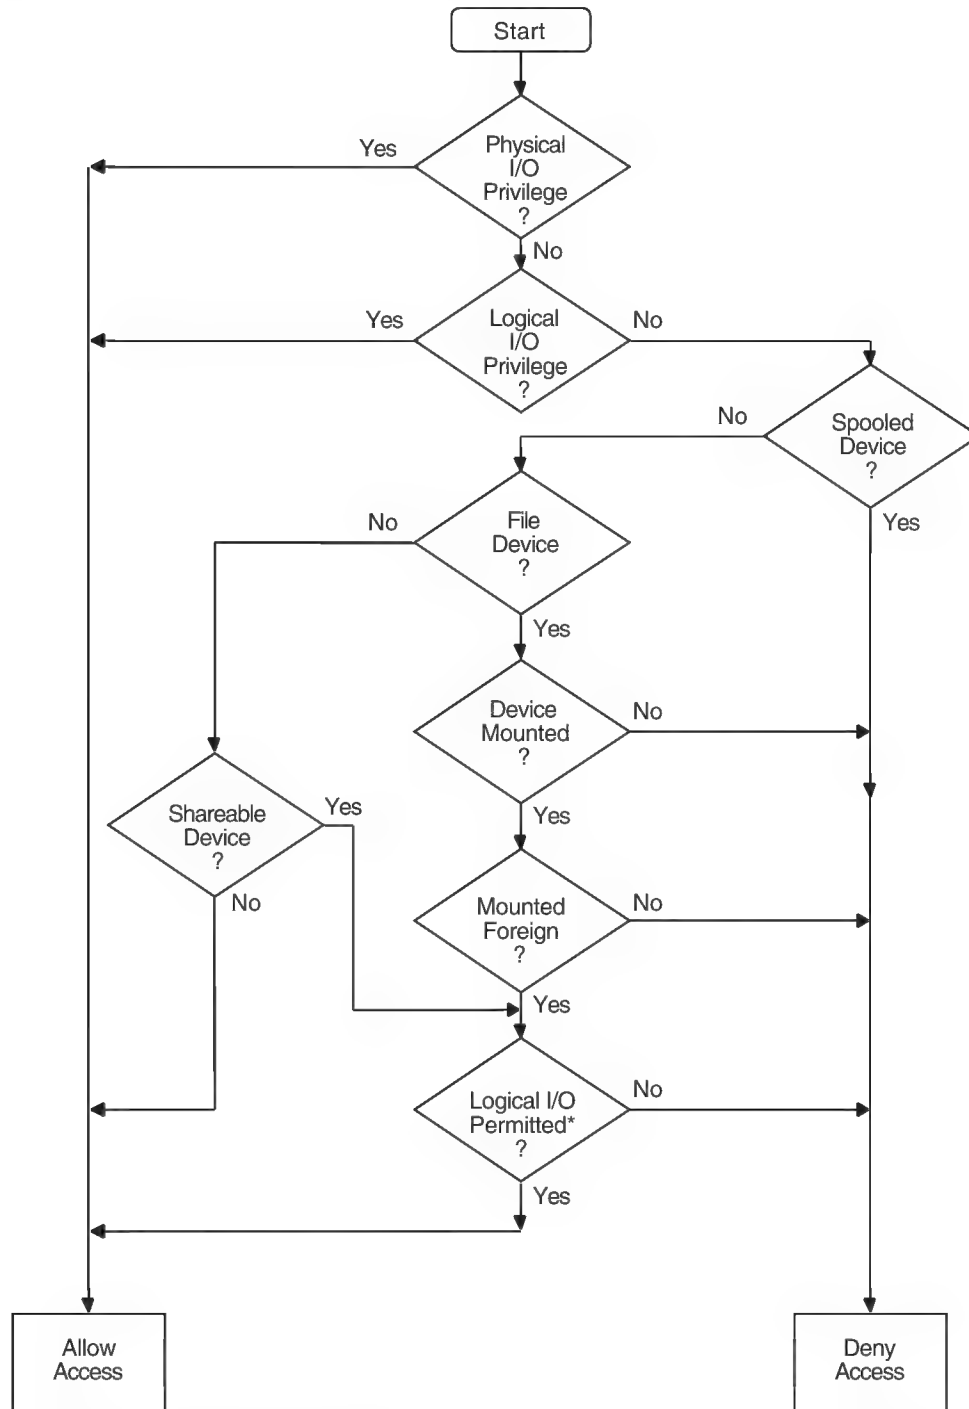 Start
Physical
I/O
Privilege
?
Yes
No
Logical
I/O
Privilege
?
Yes
No
Spooled
Device
?
No
Yes
File
Device
?
No
Yes
Device
Mounted
?
No
Yes
Shareable
Device
?
Yes
No
Mounted
Foreign
?
No
Yes
Logical I/O
Permitted*
?
No
Yes
Allow
Access
Deny
Access